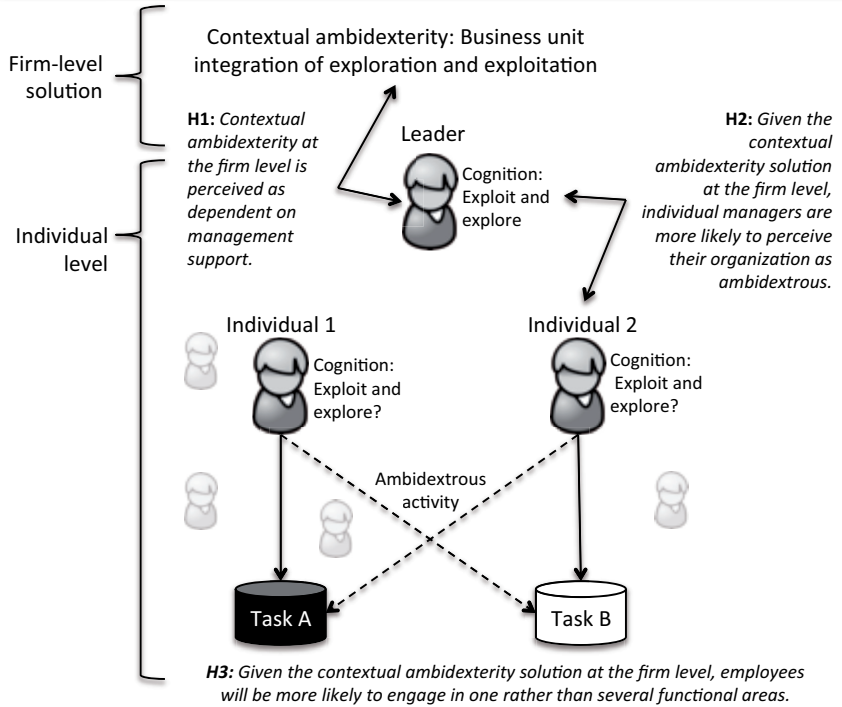 Contextual ambidexterity: Business unit
integration of exploration and exploitation
Firm-level
solution
H1: Contextual
ambidexterity at
the firm level is
perceived as
dependent on
management
support.
Leader
Cognition:
Exploit and
explore
H2: Given the
contextual
ambidexterity solution
at the firm level,
individual managers are
more likely to perceive
their organization as
ambidextrous.
Individual
level
Individual 1
Cognition:
Exploit and
explore?
Individual 2
Cognition:
Exploit and
explore?
Ambidextrous
activity
Task A
Task B
H3: Given the contextual ambidexterity solution at the firm level, employees
will be more likely to engage in one rather than several functional areas.